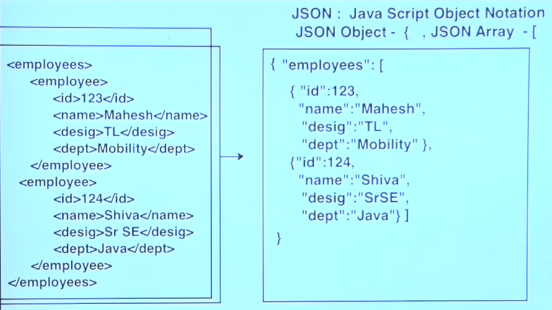 JSON : Java Script Object Notation
JSON Object - { , JSON Array - [
<employees>
<employee>
<id>123</id>
<name>Mahesh</name>
<desig>TL</desig>
<dept>Mobility</dept>
</employee>
<employee>
<id>124</id>
<name>Shiva</name>
<desig>Sr SE</desig>
<dept>Java</dept>
</employee>
</employees>
{ "employees": [
{ "id":123,
"name":"Mahesh",
"desig":"TL",
"dept":"Mobility" },
{"id":124,
"name":"Shiva",
"desig":"SrSE",
"dept":"Java"} ]
}